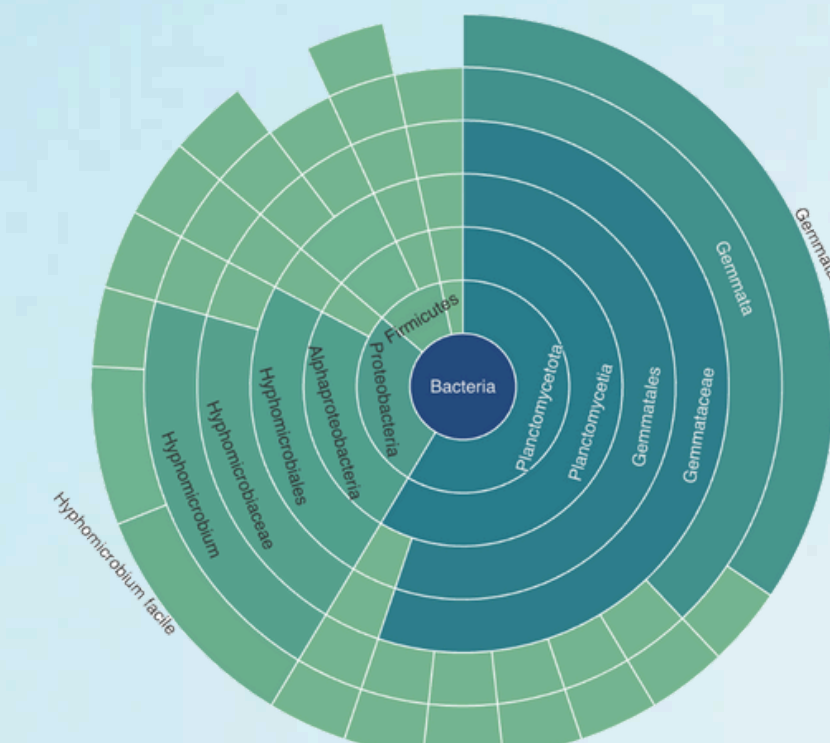 Bacteria
Planctomycetota
Planctomycetia
Gemmatales
Gemmataceae
Gemmata
Firmicutes
Proteobacteria
Alphaproteobacteria
Hyphomicrobiales
Hyphomicrobiaceae
Hyphomicrobium
Hyphomicrobium facile